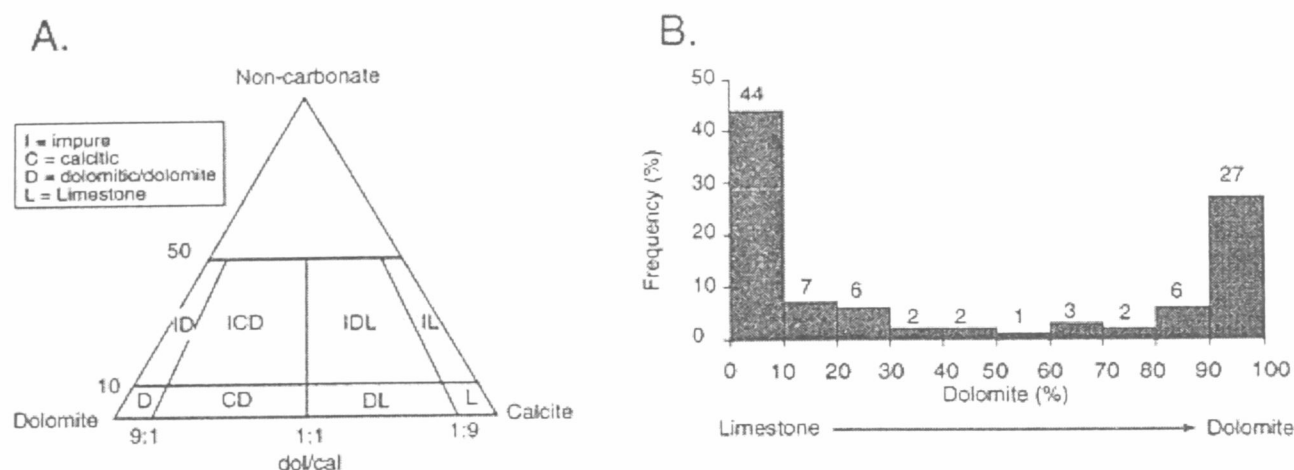 A.
Non-carbonate
I = impure
C = calcitic
D = dolomitic/dolomite
L = Limestone
50
ID
ICD
IDL
IL
10
D
CD
DL
L
Dolomite
Calcite
9:1
1:1
1:9
dol/cal
B.
Frequency (%)
50
40
30
20
10
0
44
7
6
2
2
1
3
2
6
27
0 10 20 30 40 50 60 70 80 90 100
Dolomite (%)
Limestone
Dolomite